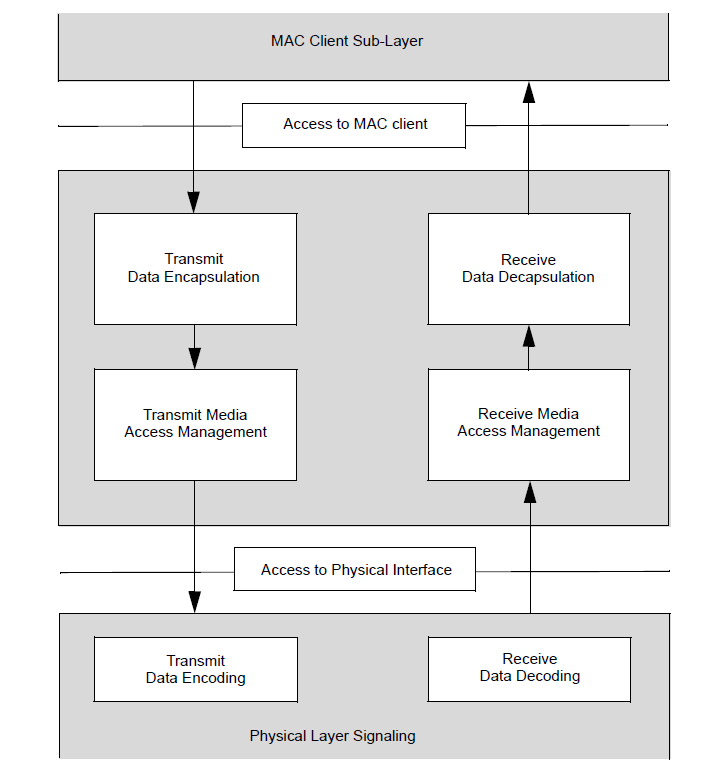 MAC Client Sub-Layer
Access to MAC client
Transmit
Data Encapsulation
Receive
Data Decapsulation
Transmit Media
Access Management
Receive Media
Access Management
Access to Physical Interface
Transmit
Data Encoding
Receive
Data Decoding
Physical Layer Signaling